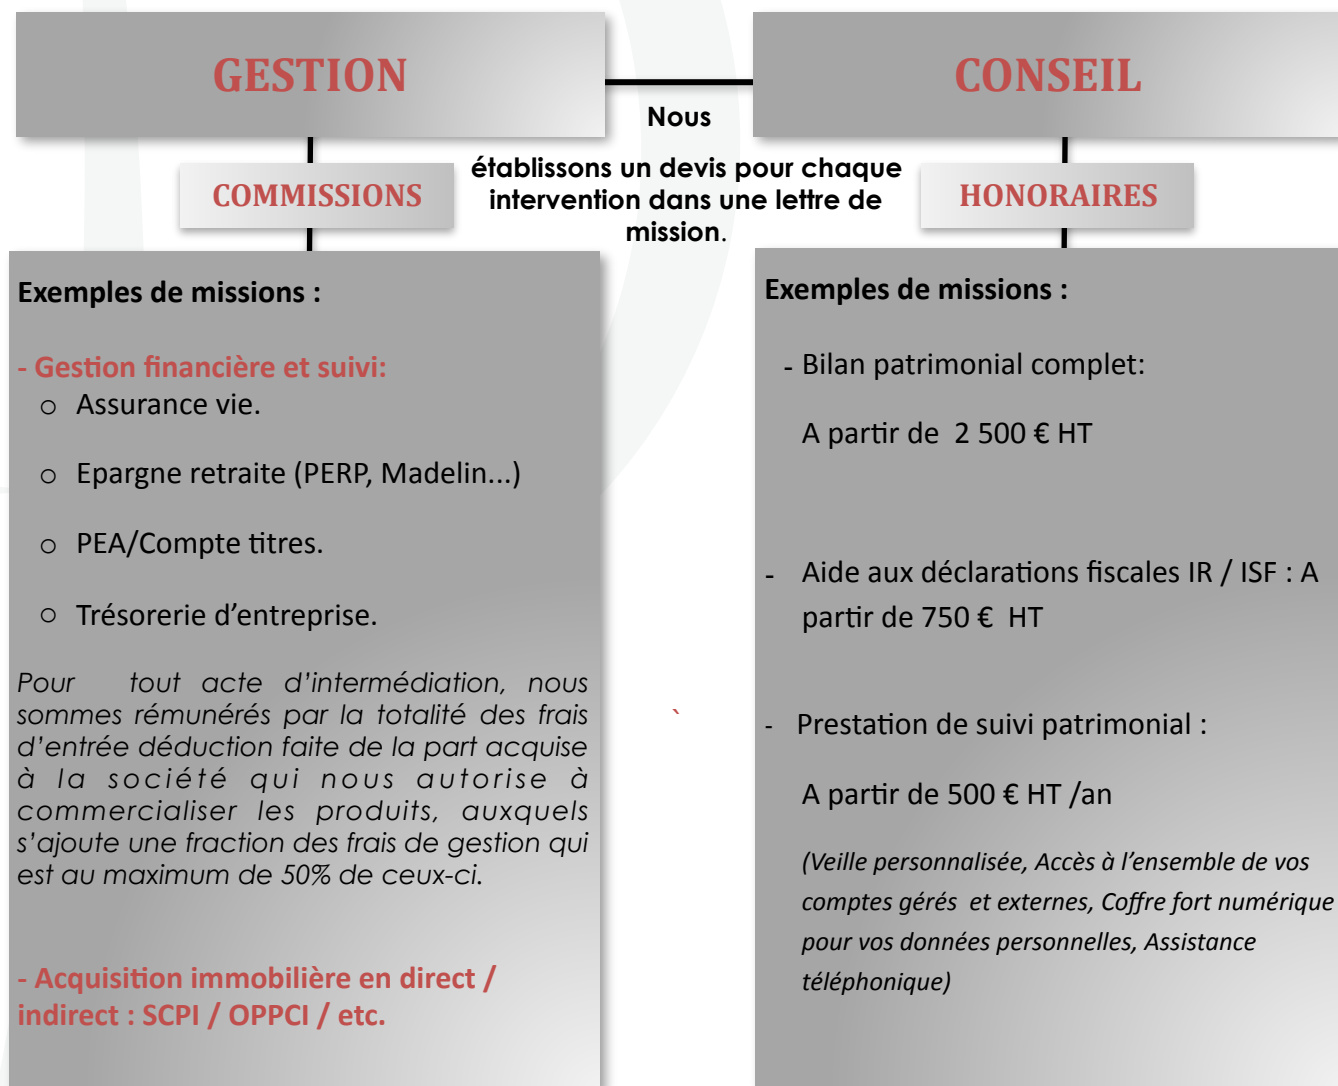 GESTION
COMMISSIONS
Exemples de missions :
- Gestion financière et suivi:
o Assurance vie.
o Epargne retraite (PERP, Madelin...)
o PEA/Compte titres.
o Trésorerie d’entreprise.
Pour tout acte d’intermédiation, nous
sommes rémunérés par la totalité des frais
d’entrée déduction faite de la part acquise
à la société qui nous autorise à
commercialiser les produits, auxquels
s’ajoute une fraction des frais de gestion qui
est au maximum de 50% de ceux-ci.
- Acquisition immobilière en direct /
indirect : SCPI / OPPCI / etc.
Nous
établissons un devis pour chaque
intervention dans une lettre de
mission.
`
CONSEIL
HONORAIRES
Exemples de missions :
- Bilan patrimonial complet:
A partir de 2 500 € HT
- Aide aux déclarations fiscales IR / ISF : A
partir de 750 € HT
- Prestation de suivi patrimonial :
A partir de 500 € HT /an
(Veille personnalisée, Accès à l’ensemble de vos
comptes gérés et externes, Coffre fort numérique
pour vos données personnelles, Assistance
téléphonique)